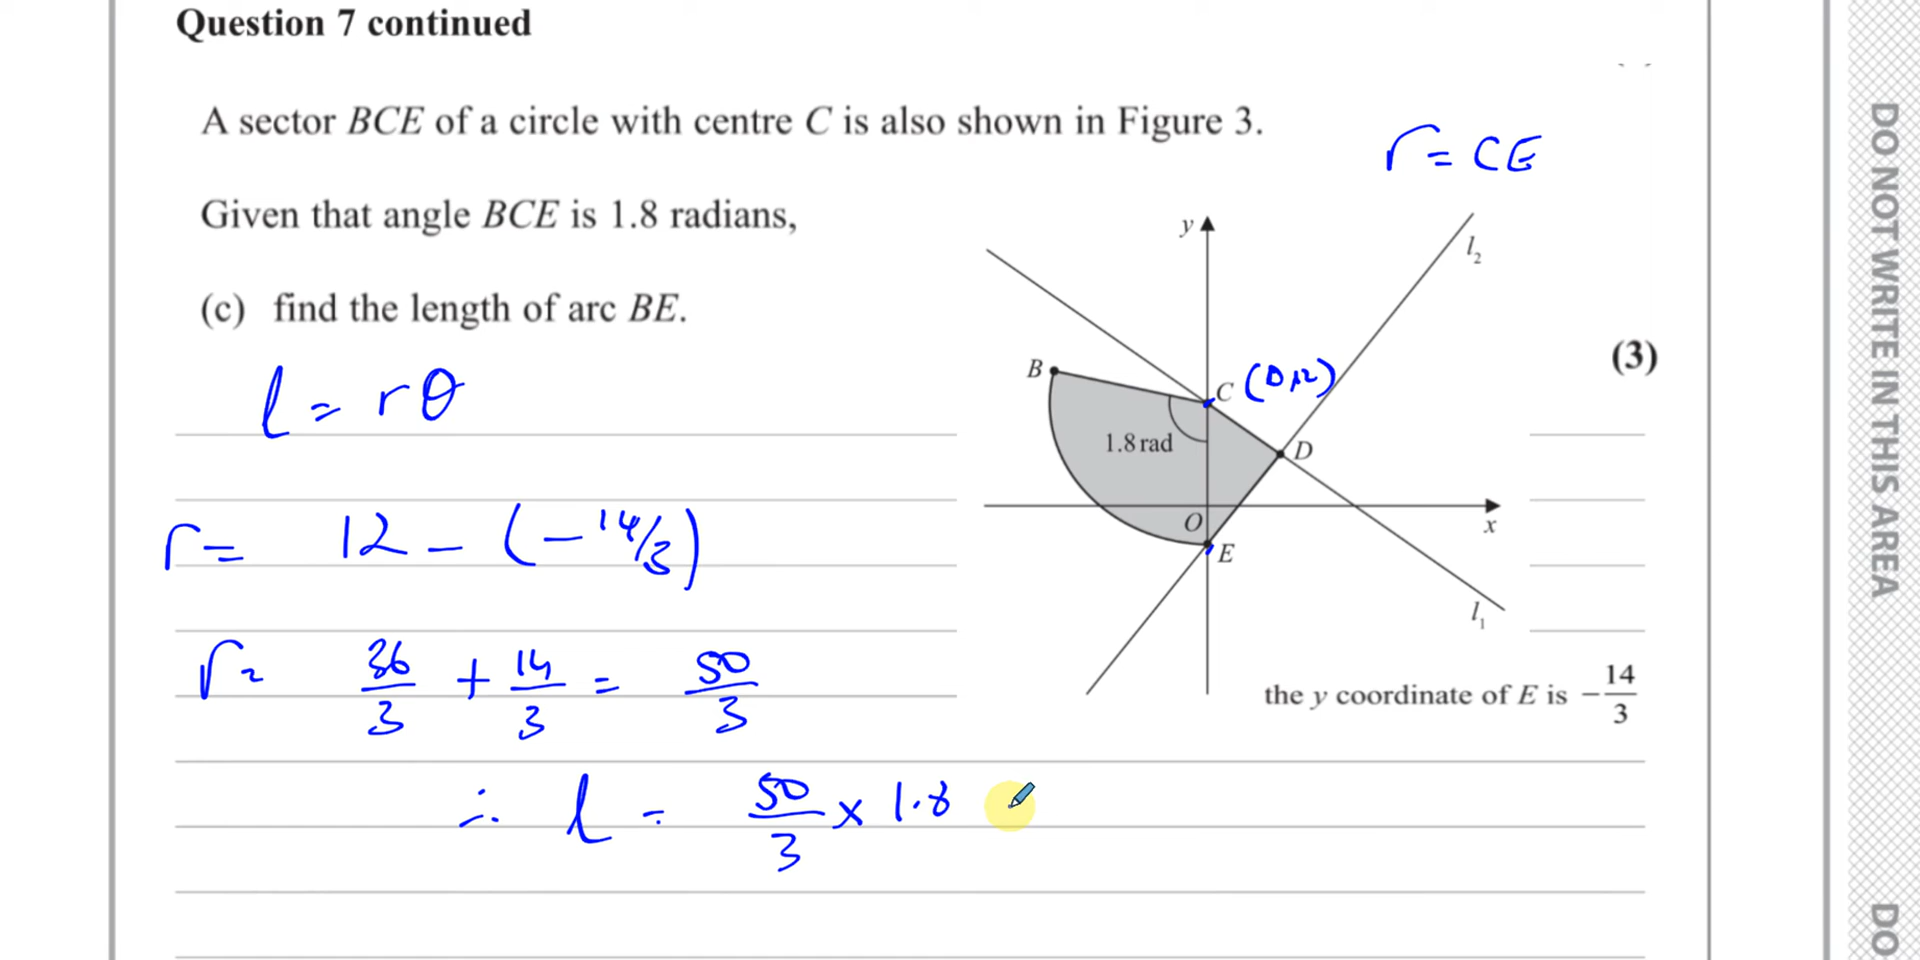 Question 7 continued
A sector BCE of a circle with centre C is also shown in Figure 3.
r = CE
Given that angle BCE is 1.8 radians,
(c) find the length of arc BE.
(3)
y
l₂
B
C (0,12)
1.8 rad
D
O
x
E
l₁
the y coordinate of E is −14/3
l = rθ
r = 12 − (−14/3)
r = 36/3 + 14/3 = 50/3
∴ l = 50/3 × 1.8
DO NOT WRITE IN THIS AREA
DO